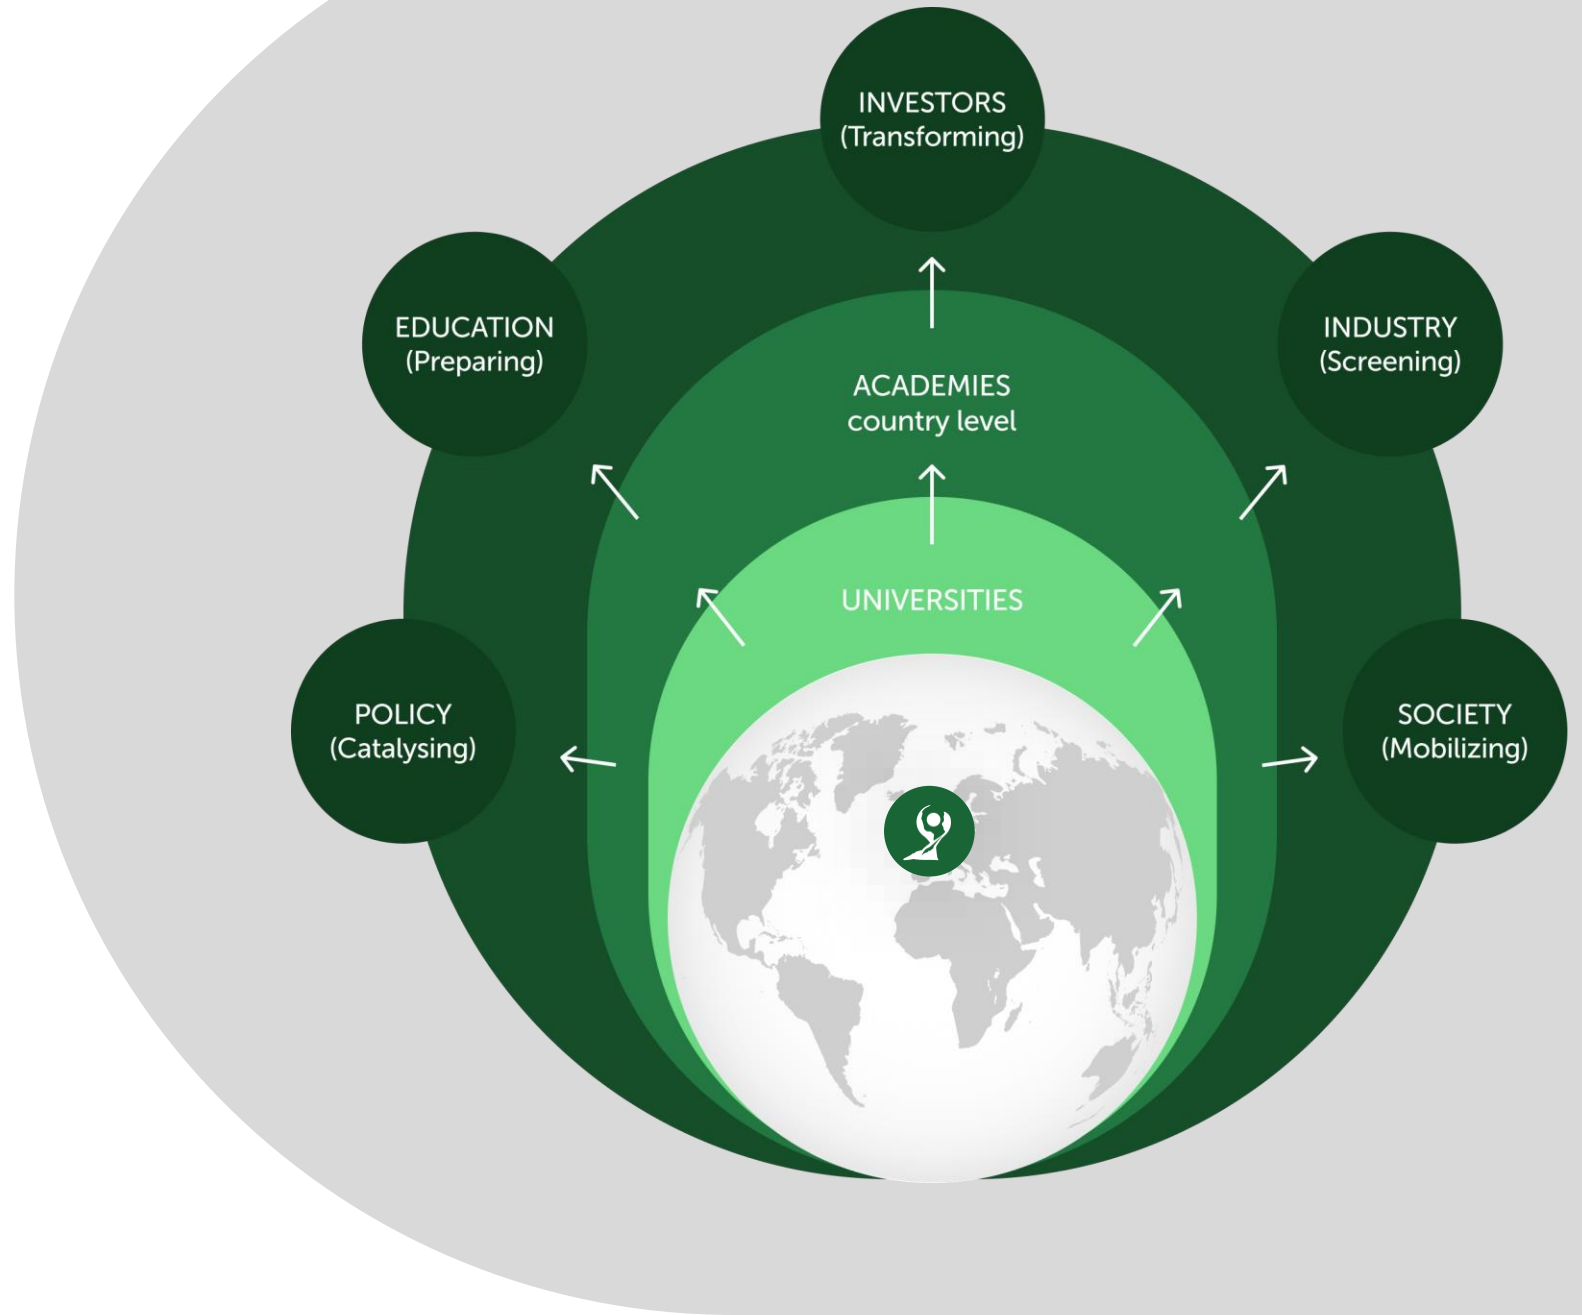 INVESTORS
(Transforming)
EDUCATION
(Preparing)
INDUSTRY
(Screening)
ACADEMIES
country level
UNIVERSITIES
POLICY
(Catalysing)
SOCIETY
(Mobilizing)